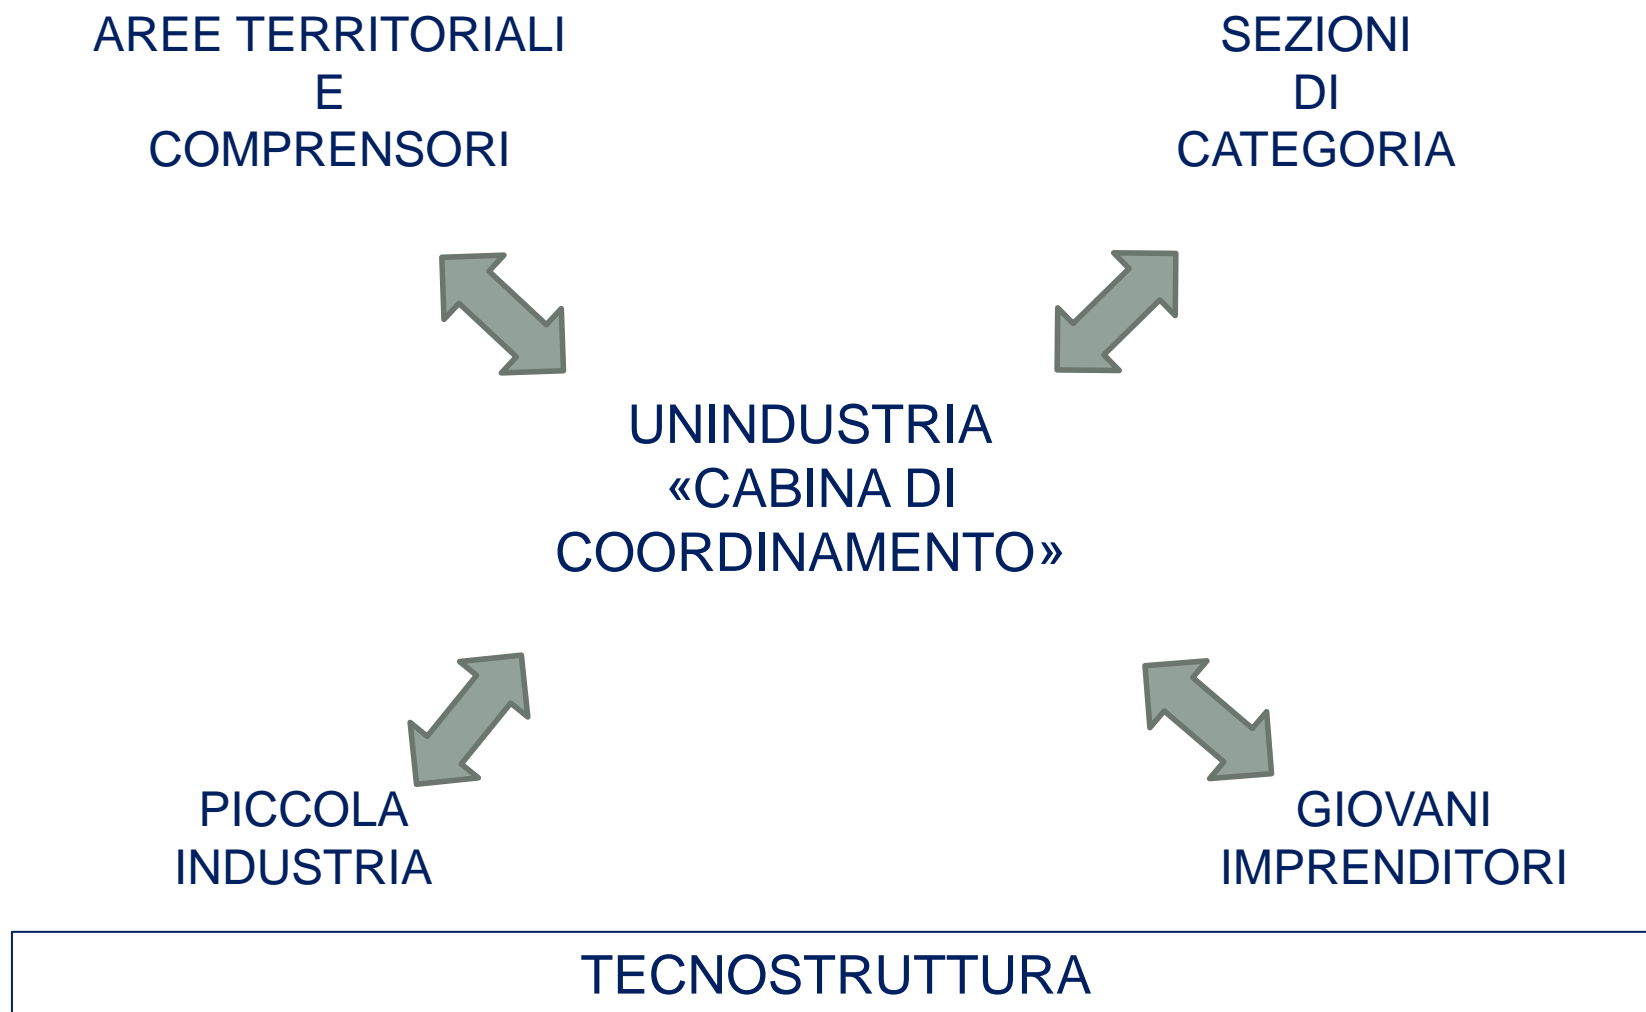 AREE TERRITORIALI
E
COMPRENSORI
SEZIONI
DI
CATEGORIA
UNINDUSTRIA
«CABINA DI
COORDINAMENTO»
PICCOLA
INDUSTRIA
GIOVANI
IMPRENDITORI
TECNOSTRUTTURA